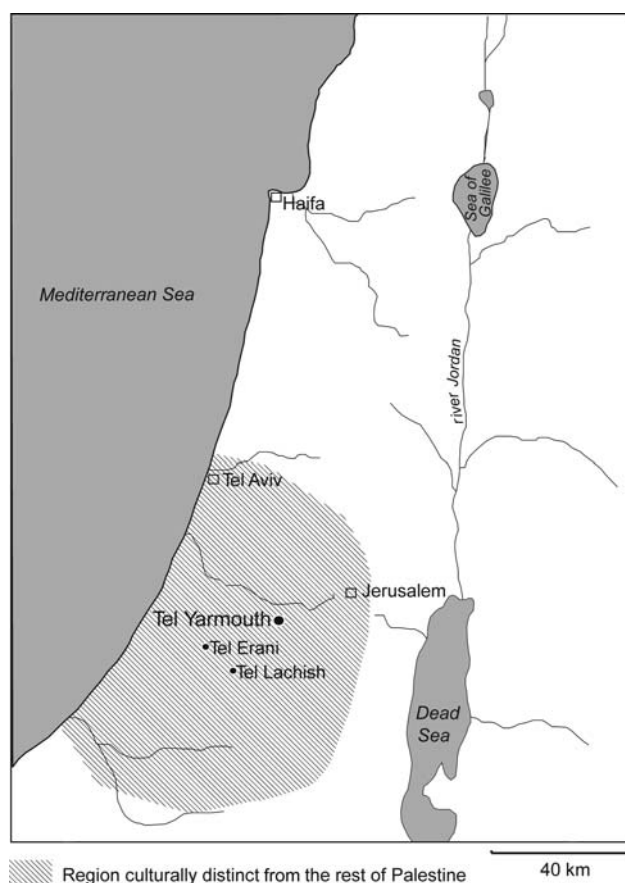 Haifa
Sea of
Galilee
Mediterranean Sea
river Jordan
Tel Aviv
Jerusalem
Tel Yarmouth
Tel Erani
Tel Lachish
Dead
Sea
Region culturally distinct from the rest of Palestine
40 km